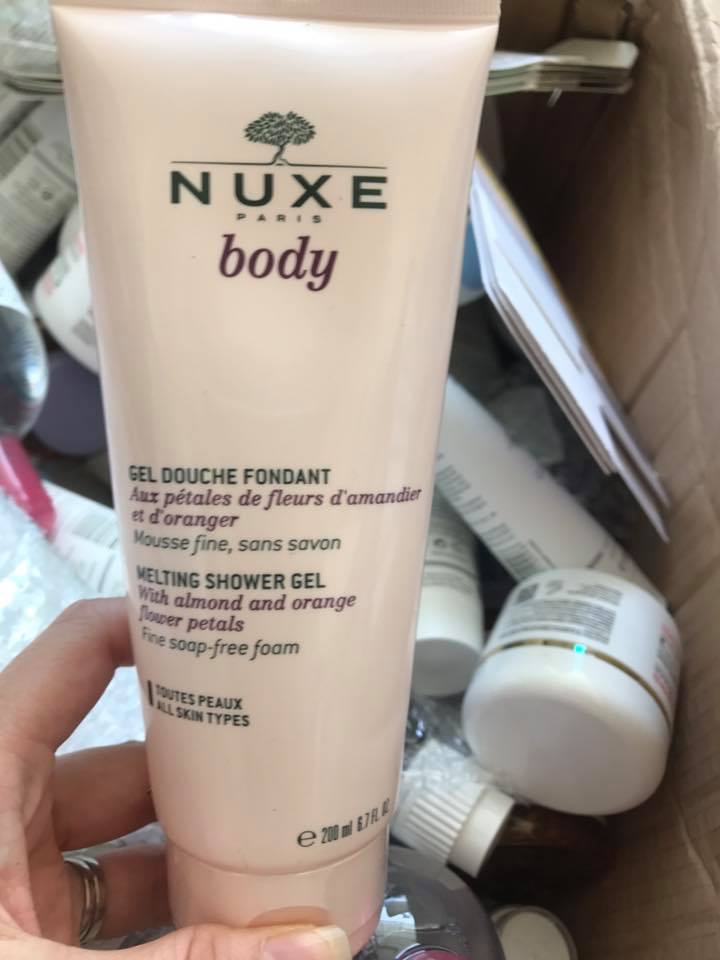 NUXE
PARIS
body
GEL DOUCHE FONDANT
Aux pétales de fleurs d'amandier
et d'oranger
Mousse fine, sans savon
MELTING SHOWER GEL
With almond and orange
flower petals
Fine soap-free foam
TOUTES PEAUX
ALL SKIN TYPES
℮ 200 ml 6.7 FL. OZ